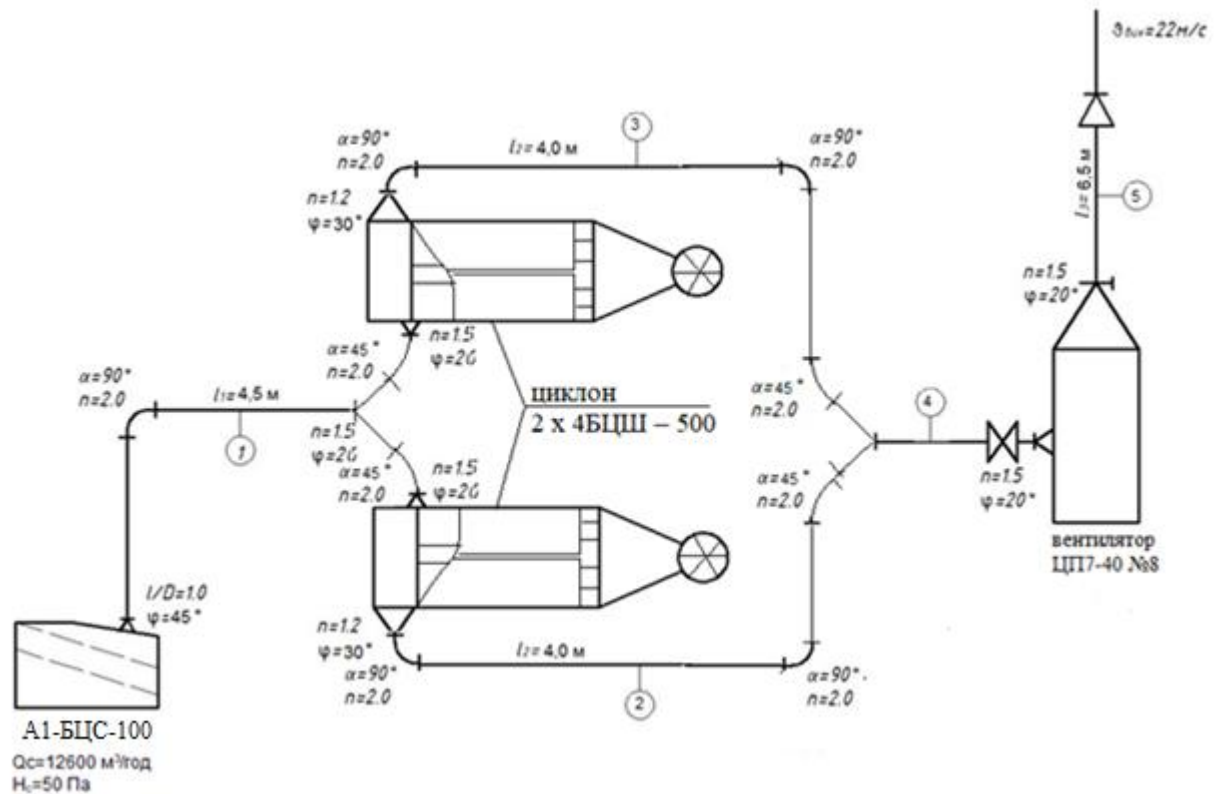 ϑвих=22м/с
3
α=90°
n=2.0
l₂= 4,0 м
α=90°
n=2.0
n=1.2
φ=30°
l₃= 6,5 м
5
n=1.5
φ=20°
n=1.5
φ=20
α=45°
n=2.0
α=90°
n=2.0
l₁=4,5 м
1
n=1.5
φ=20
циклон
2 х 4БЦШ – 500
α=45°
n=2.0
4
α=45°
n=2.0
n=1.5
φ=20
α=45°
n=2.0
n=1.5
φ=20°
вентилятор
ЦП7-40 №8
l/D=1.0
φ=45°
n=1.2
φ=30°
α=90°
n=2.0
l₂= 4,0 м
2
α=90°
n=2.0
А1-БЦС-100
Qc=12600 м³/год
Hc=50 Па